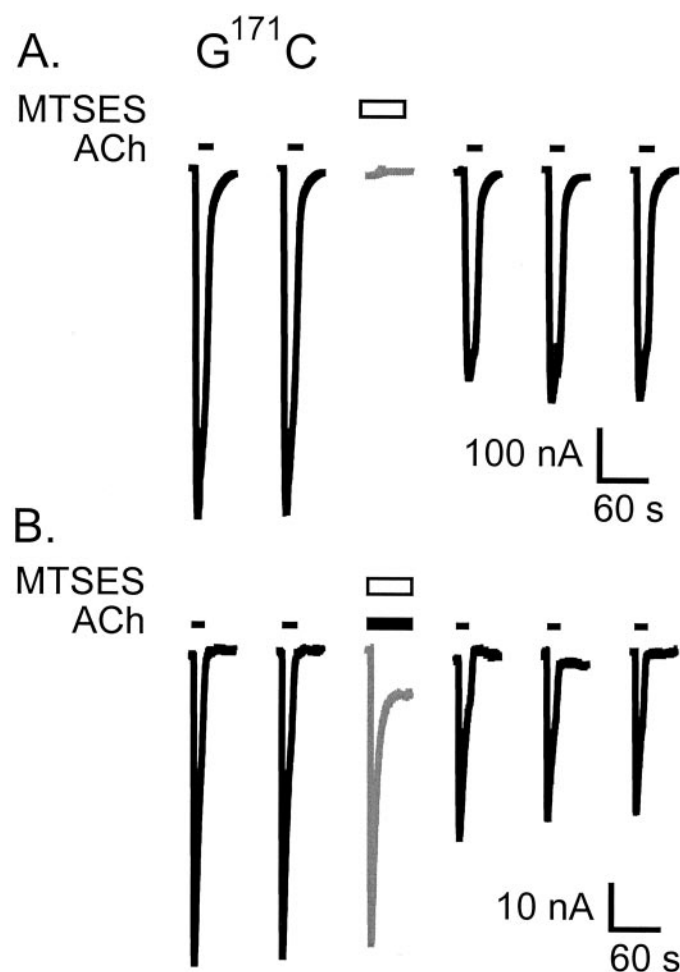 A. G¹⁷¹C
MTSES
ACh
100 nA
60 s
B.
MTSES
ACh
10 nA
60 s